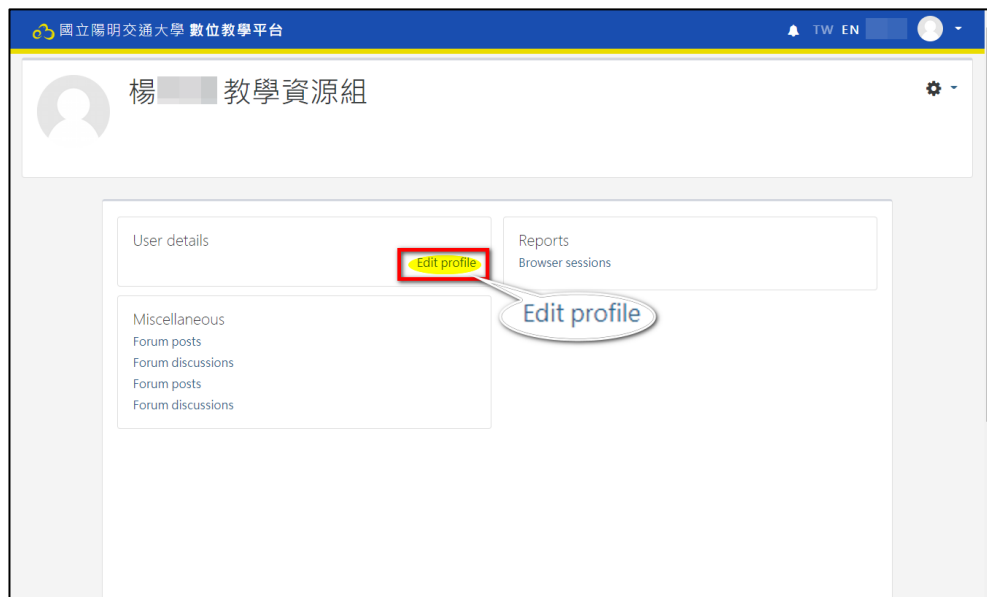 國立陽明交通大學 數位教學平台
TW EN
楊 教學資源組
User details
Edit profile
Reports
Browser sessions
Edit profile
Miscellaneous
Forum posts
Forum discussions
Forum posts
Forum discussions